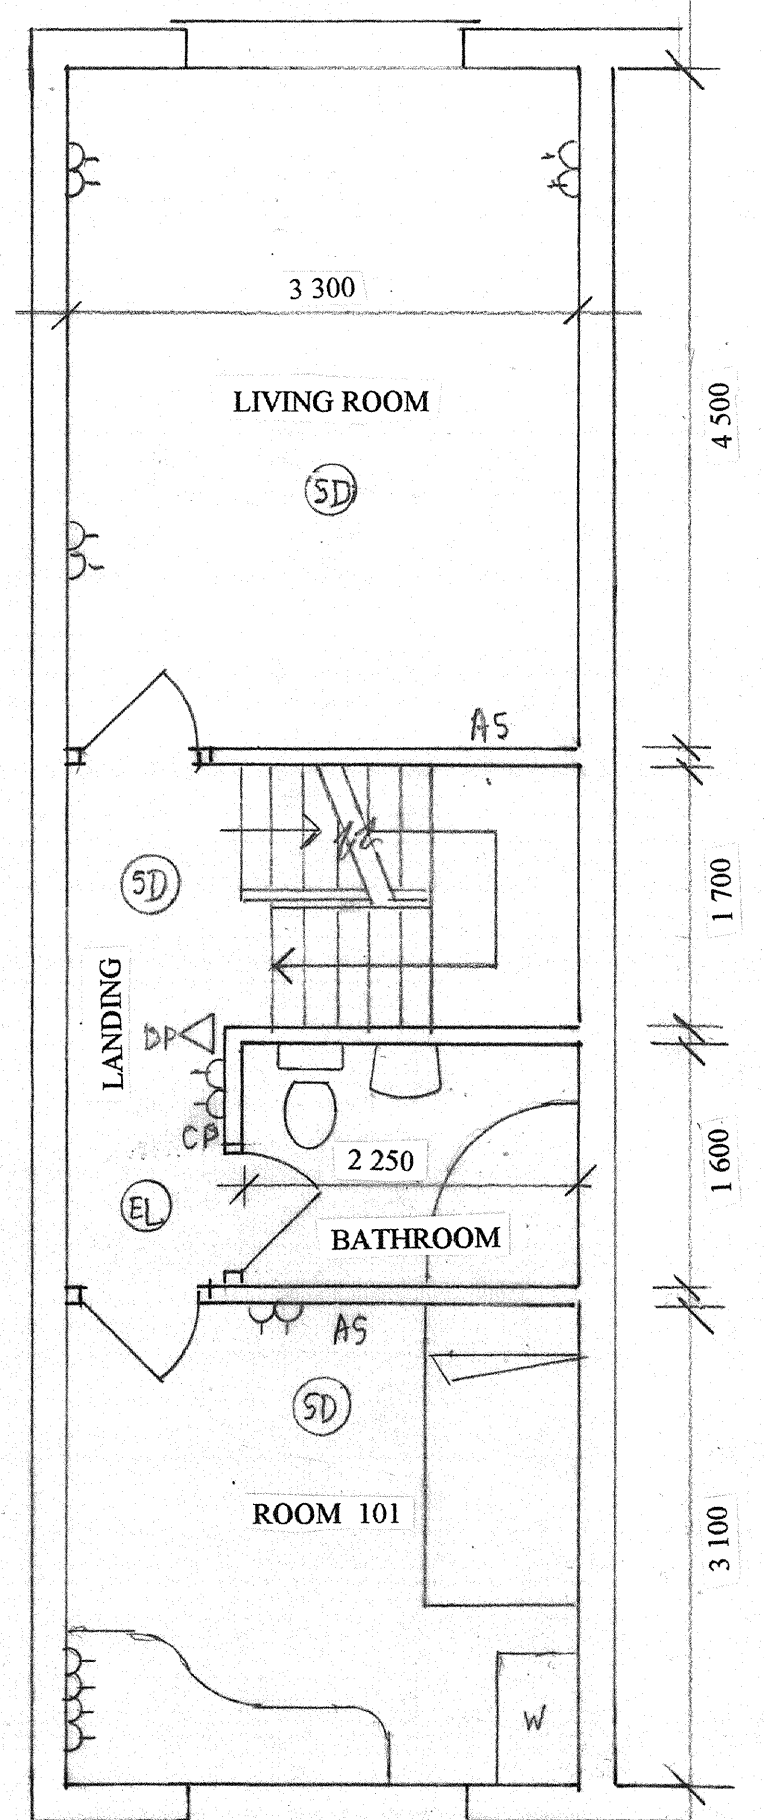 3 300
LIVING ROOM
4 500
SD
AS
SD
1 700
LANDING
DP
CP
2 250
1 600
EL
BATHROOM
AS
SD
ROOM 101
3 100
W